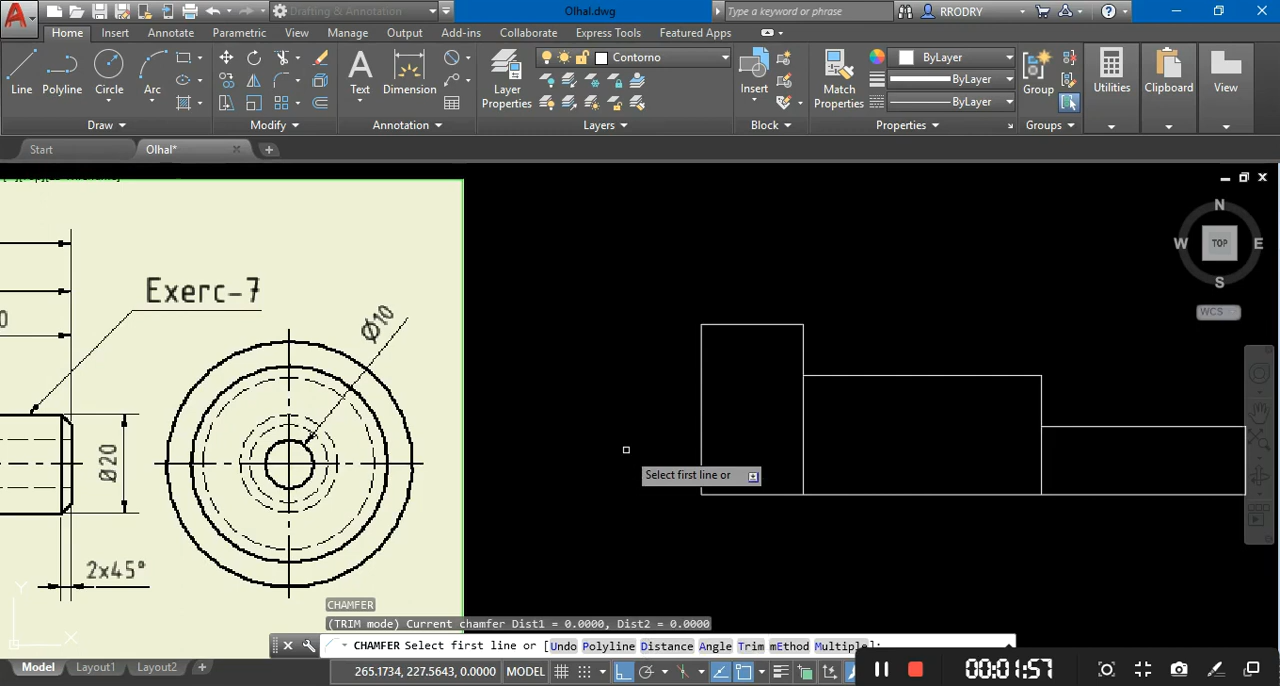 Drafting & Annotation
Olhal.dwg
Type a keyword or phrase
RRODRY
Home
Insert
Annotate
Parametric
View
Manage
Output
Add-ins
Collaborate
Express Tools
Featured Apps
Line
Polyline
Circle
Arc
Text
Dimension
Layer
Properties
Contorno
Insert
Match
Properties
ByLayer
ByLayer
ByLayer
Group
Utilities
Clipboard
View
Draw
Modify
Annotation
Layers
Block
Properties
Groups
Start
Olhal*
N
W
TOP
E
S
WCS
Exerc-7
Ø10
0
Ø20
2x45°
Select first line or
Y
X
CHAMFER
(TRIM mode) Current chamfer Dist1 = 0.0000, Dist2 = 0.0000
CHAMFER Select first line or [Undo Polyline Distance Angle Trim mEthod Multiple]:
Model
Layout1
Layout2
265.1734, 227.5643, 0.0000
MODEL
00:01:57